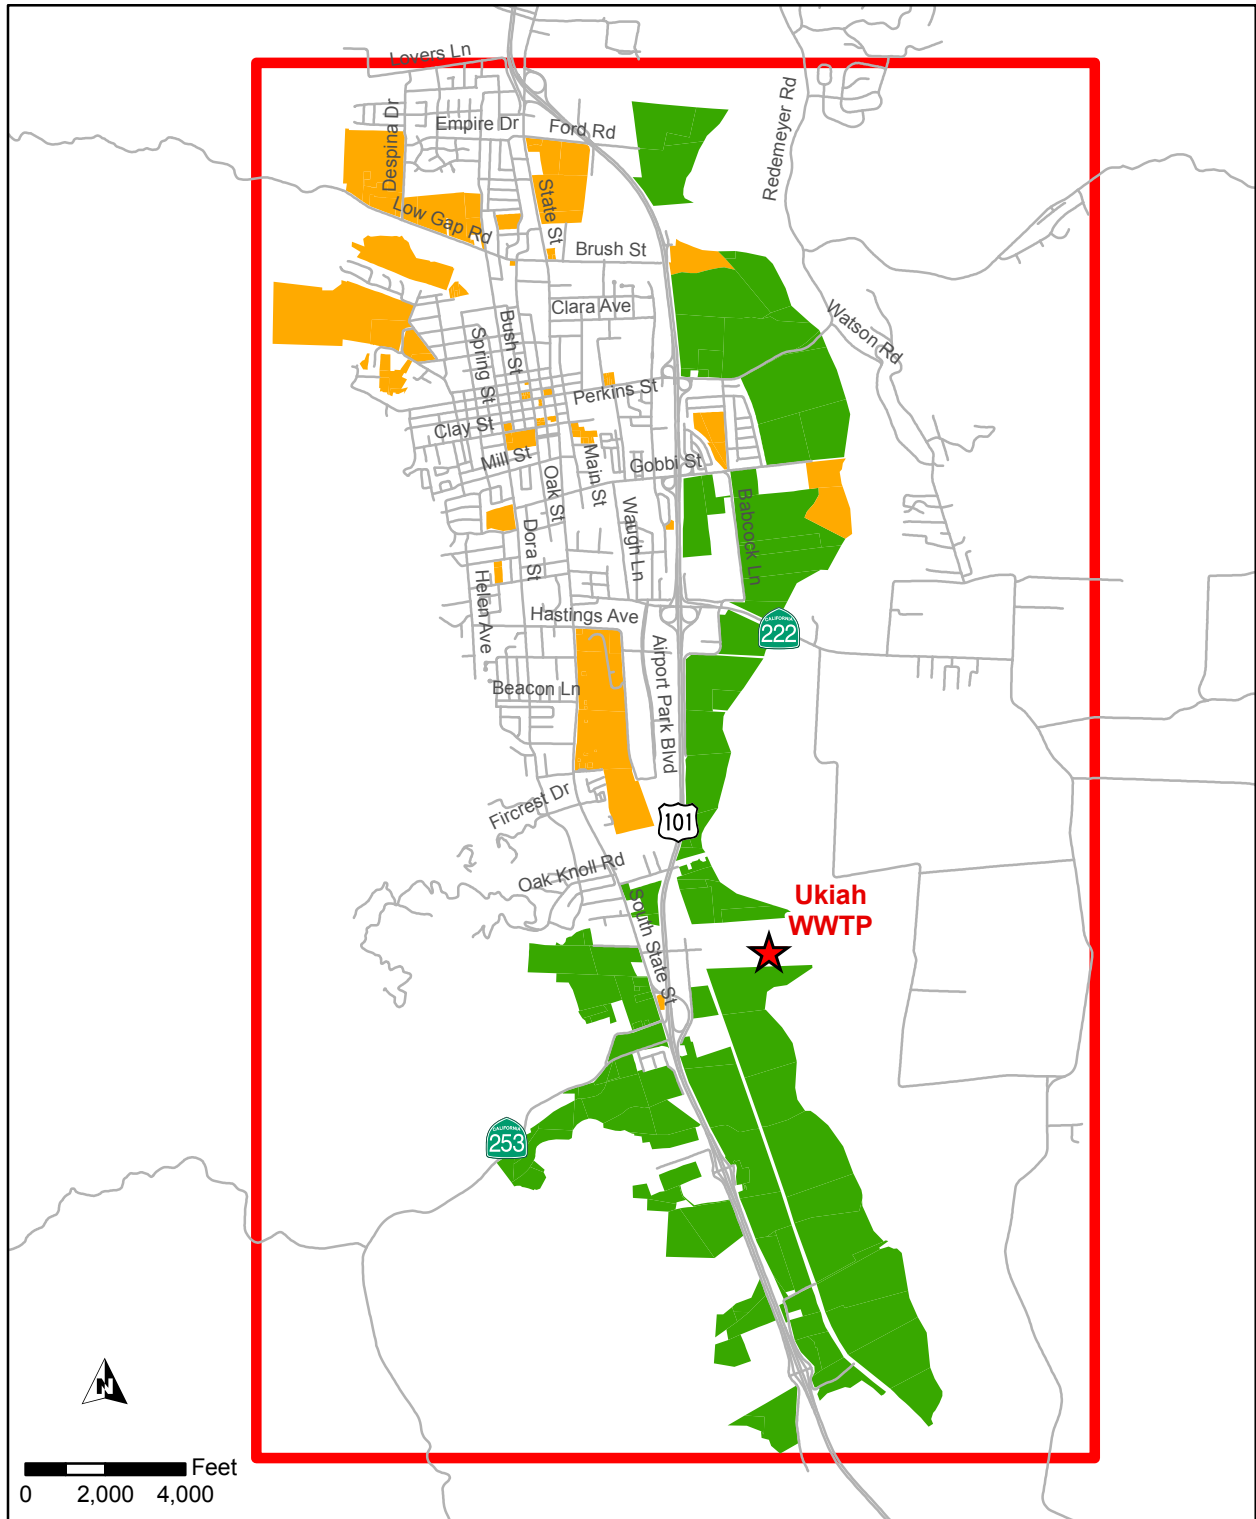 Lovers Ln
Despina Dr
Empire Dr
Ford Rd
Redemeyer Rd
State St
Low Gap Rd
Brush St
Clara Ave
Bush St
Spring St
Watson Rd
Perkins St
Clay St
Mill St
Main St
Gobbi St
Oak St
Dora St
Waugh Ln
Babcock Ln
Helen Ave
Hastings Ave
CALIFORNIA
222
Airport Park Blvd
Beacon Ln
Fircrest Dr
101
Oak Knoll Rd
South State St
Ukiah
WWTP
CALIFORNIA
253
N
Feet
0 2,000 4,000